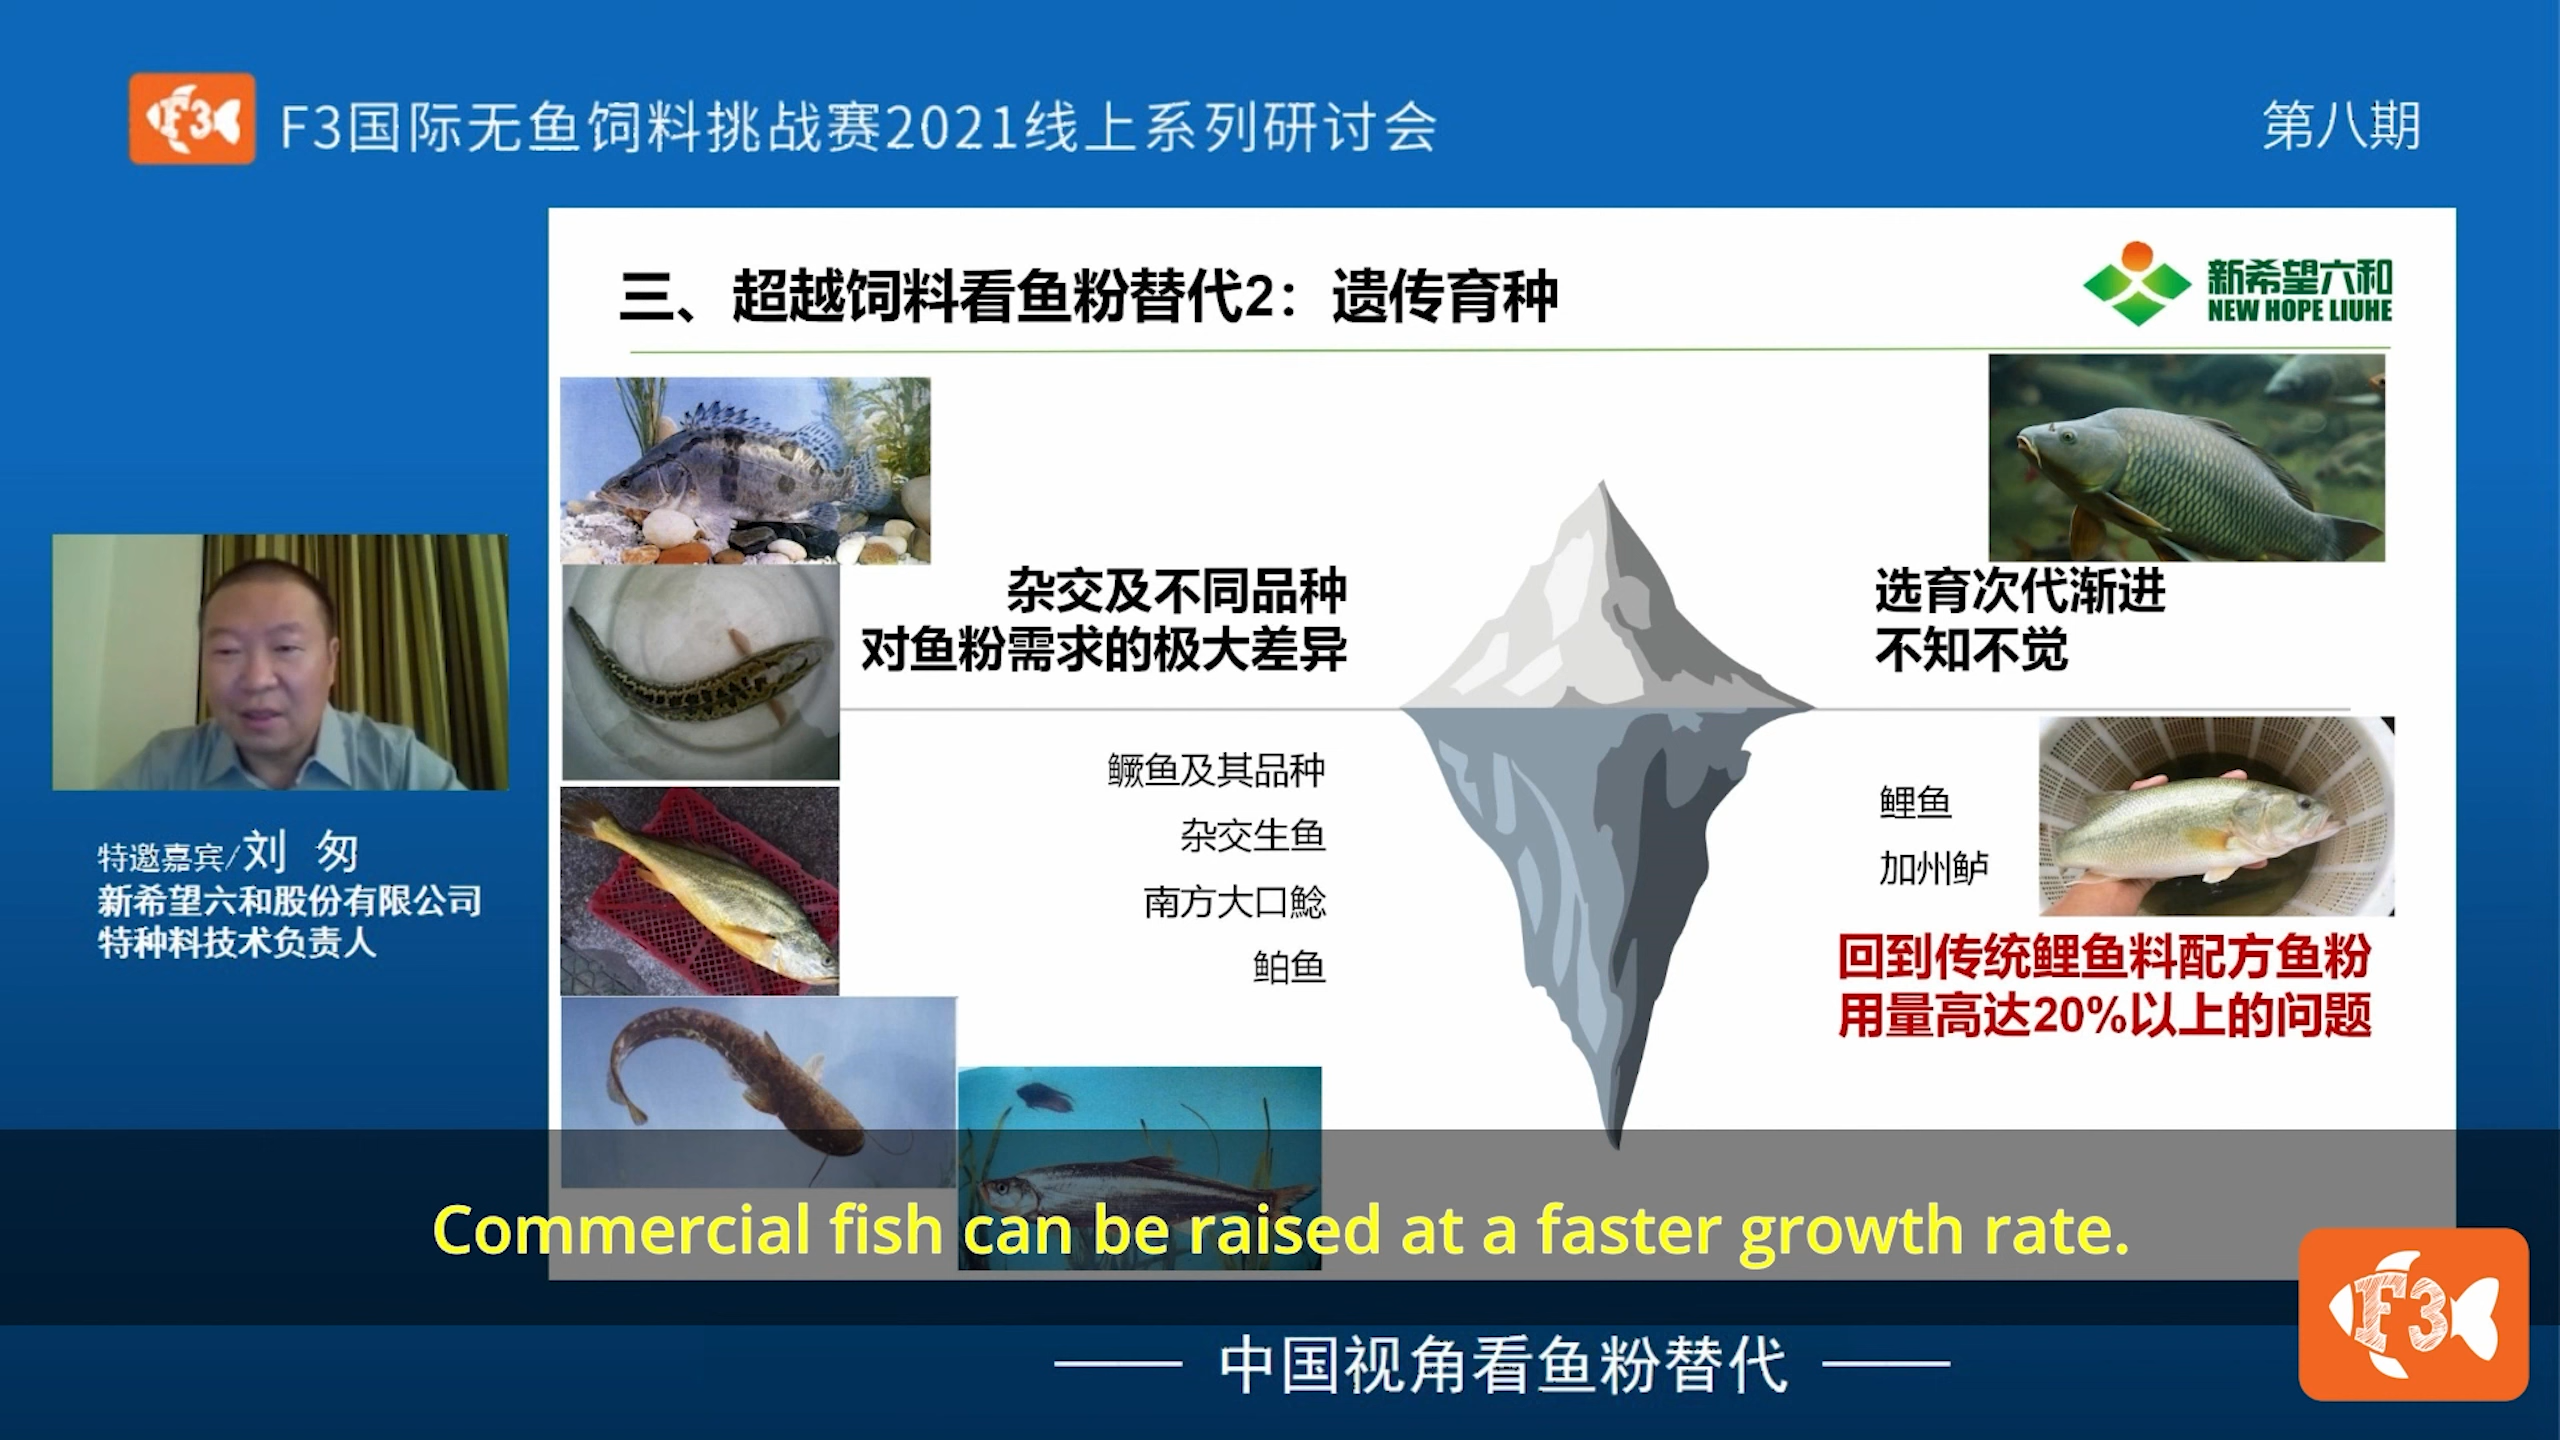 F3
F3国际无鱼饲料挑战赛2021线上系列研讨会
第八期
三、超越饲料看鱼粉替代2：遗传育种
新希望六和
NEW HOPE LIUHE
杂交及不同品种
对鱼粉需求的极大差异
选育次代渐进
不知不觉
鳜鱼及其品种
杂交生鱼
南方大口鲶
鲌鱼
鲤鱼
加州鲈
回到传统鲤鱼料配方鱼粉
用量高达20%以上的问题
特邀嘉宾/刘 匆
新希望六和股份有限公司
特种料技术负责人
Commercial fish can be raised at a faster growth rate.
中国视角看鱼粉替代
F3